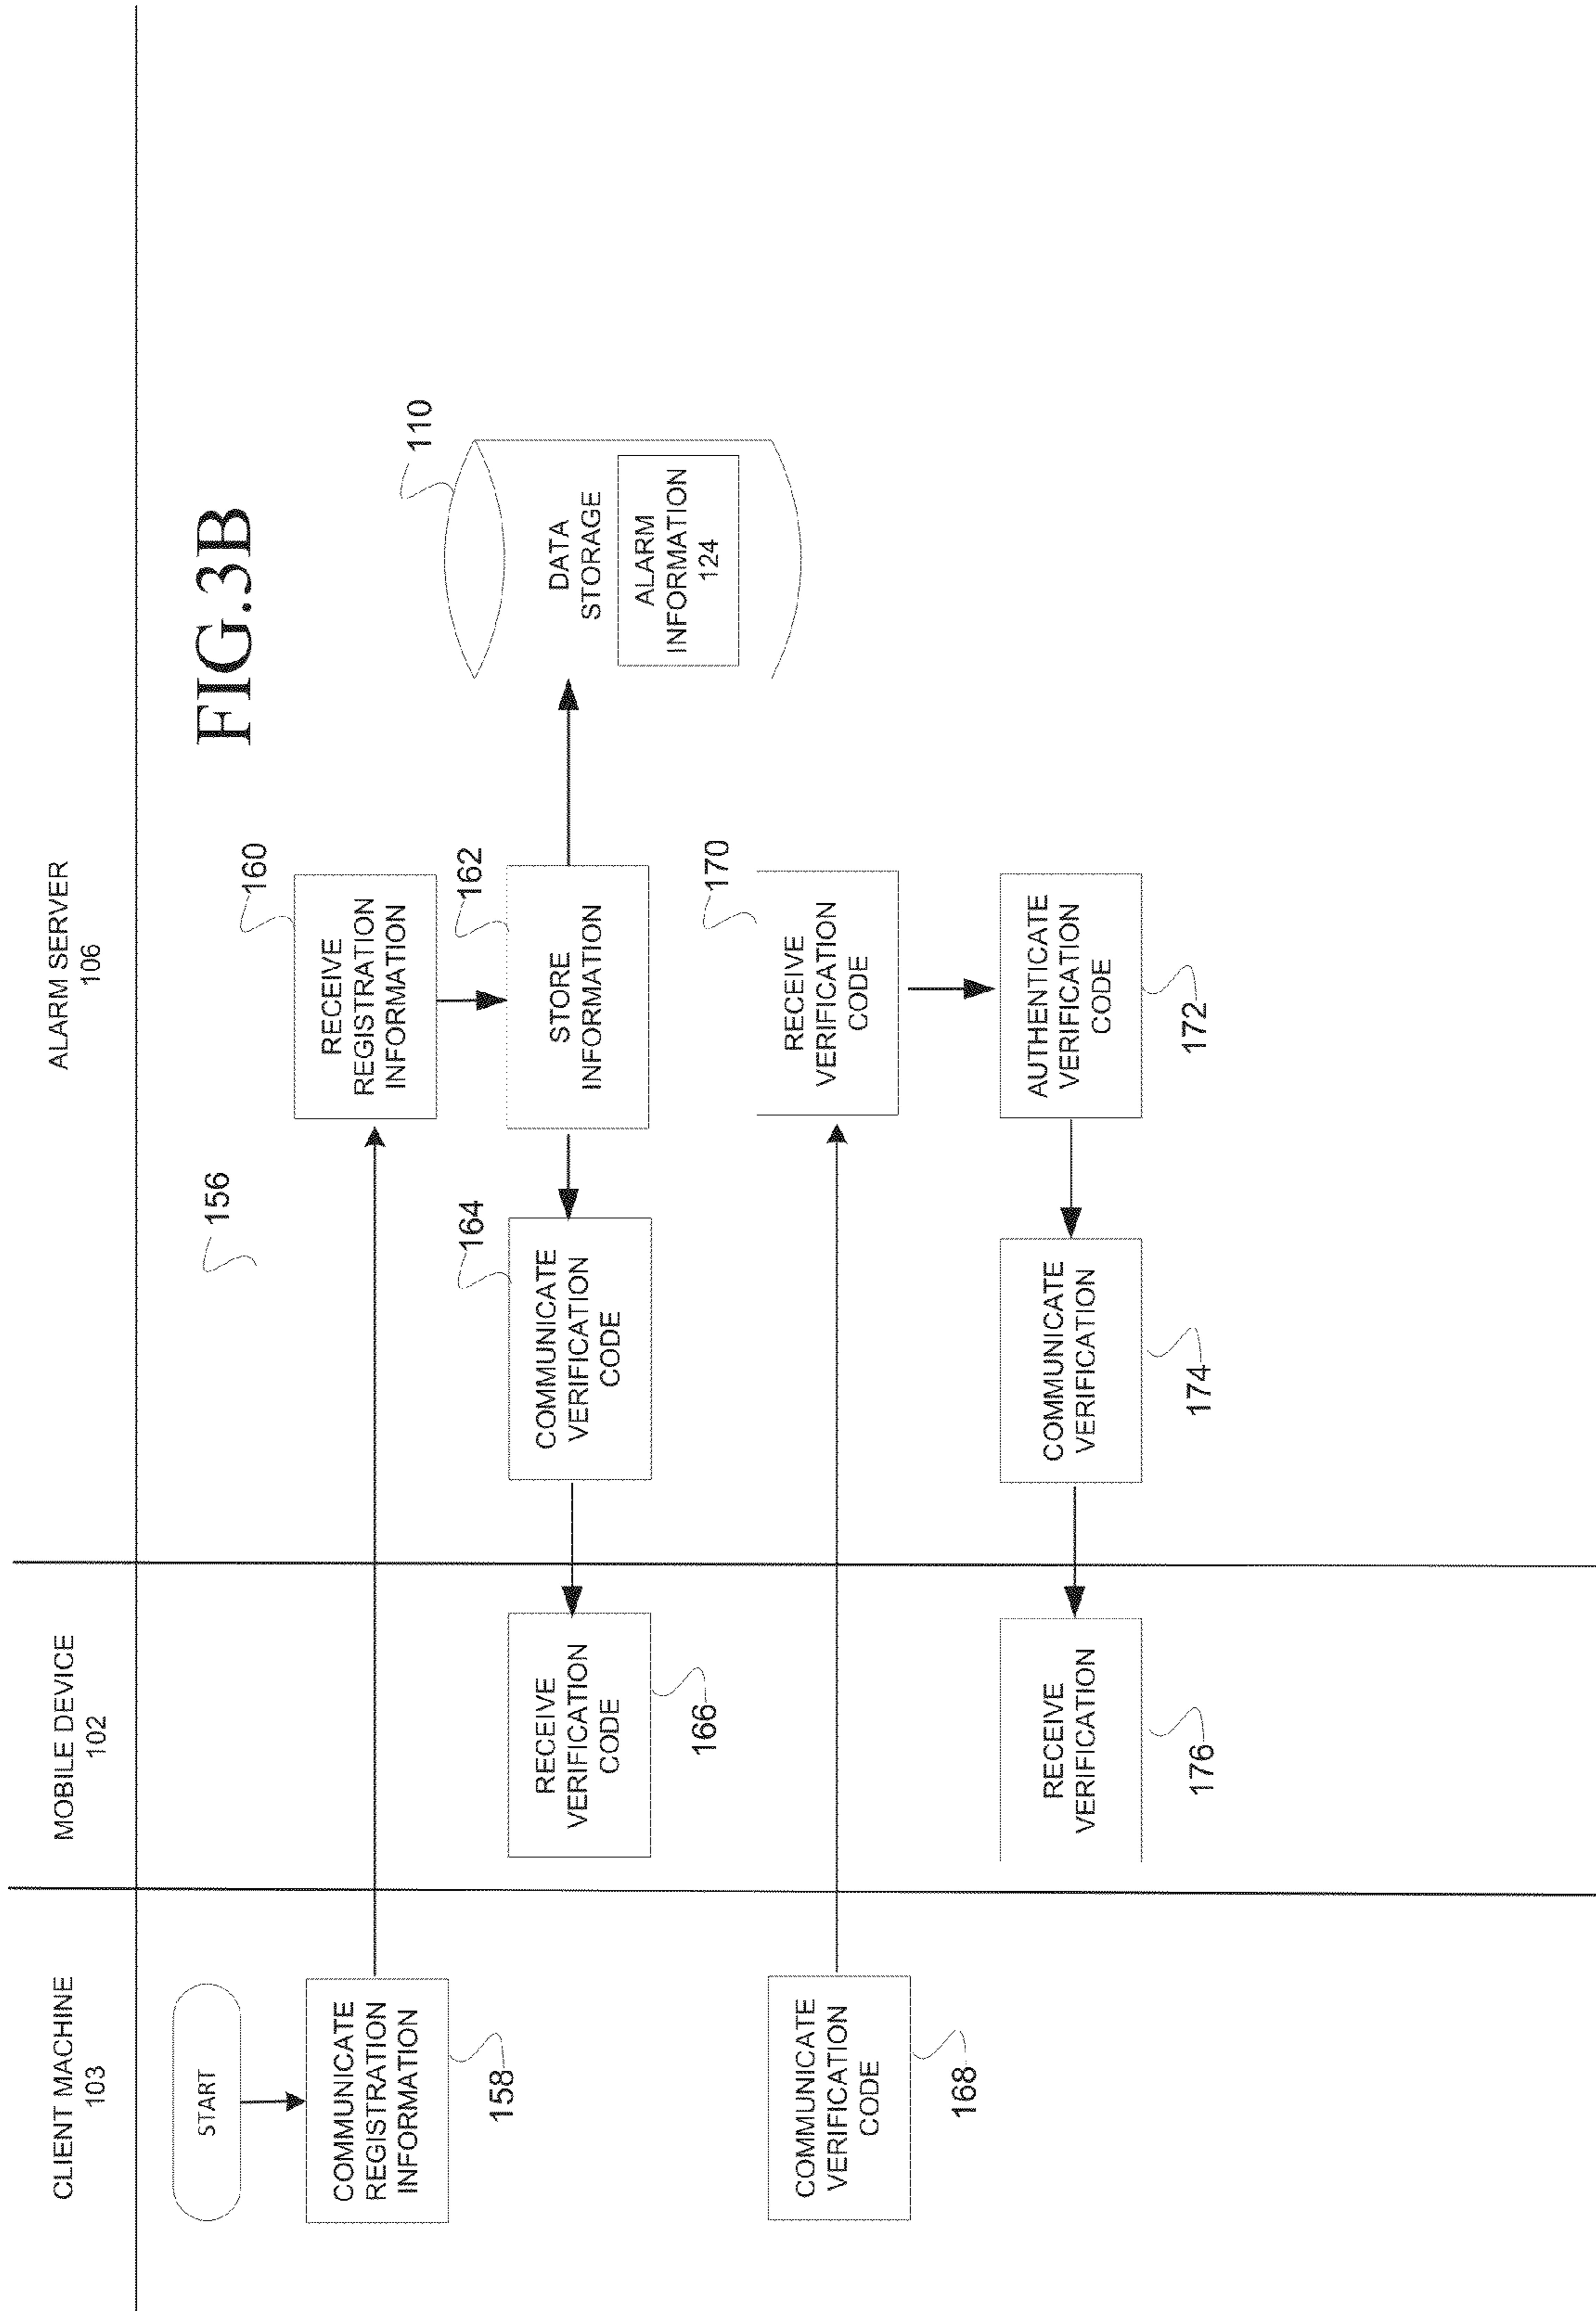 CLIENT MACHINE
103
MOBILE DEVICE
102
ALARM SERVER
106
FIG.3B
156
START
COMMUNICATE
REGISTRATION
INFORMATION
158
RECEIVE
REGISTRATION
INFORMATION
160
STORE
INFORMATION
162
DATA
STORAGE
110
ALARM
INFORMATION
124
COMMUNICATE
VERIFICATION
CODE
164
RECEIVE
VERIFICATION
CODE
166
COMMUNICATE
VERIFICATION
CODE
168
RECEIVE
VERIFICATION
CODE
170
AUTHENTICATE
VERIFICATION
CODE
172
COMMUNICATE
VERIFICATION
174
RECEIVE
VERIFICATION
176